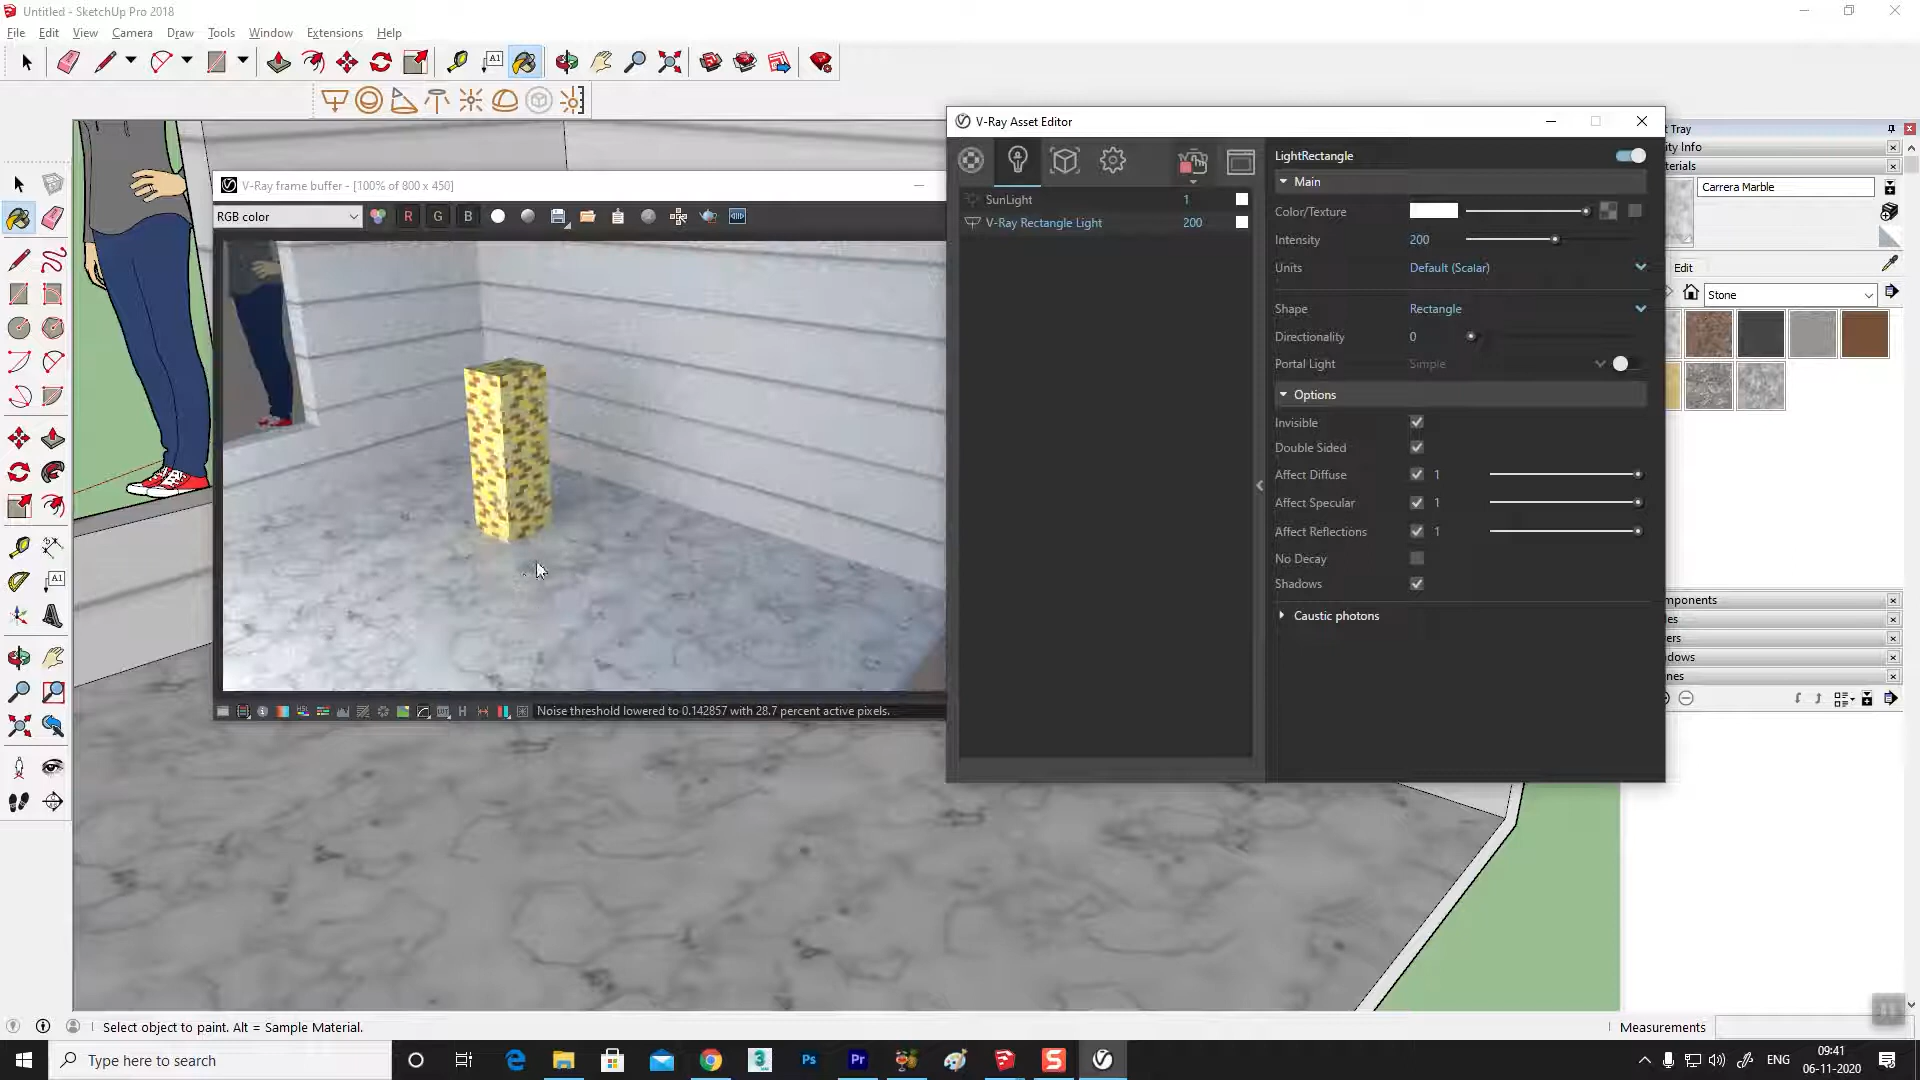 Untitled - SketchUp Pro 2018
File Edit View Camera Draw Tools Window Extensions Help
A1
V-Ray frame buffer - [100% of 800 x 450]
RGB color
R G B
Noise threshold lowered to 0.142857 with 28.7 percent active pixels.
V-Ray Asset Editor
SunLight 1
V-Ray Rectangle Light 200
LightRectangle
Main
Color/Texture
Intensity 200
Units Default (Scalar)
Shape Rectangle
Directionality 0
Portal Light Simple
Options
Invisible
Double Sided
Affect Diffuse 1
Affect Specular 1
Affect Reflections 1
No Decay
Shadows
Caustic photons
t Tray
ity Info
terials
Carrera Marble
Edit
Stone
mponents
les
ers
dows
nes
A1
Select object to paint. Alt = Sample Material.
Measurements
Type here to search
Ps
Pr
ENG
09:41
06-11-2020